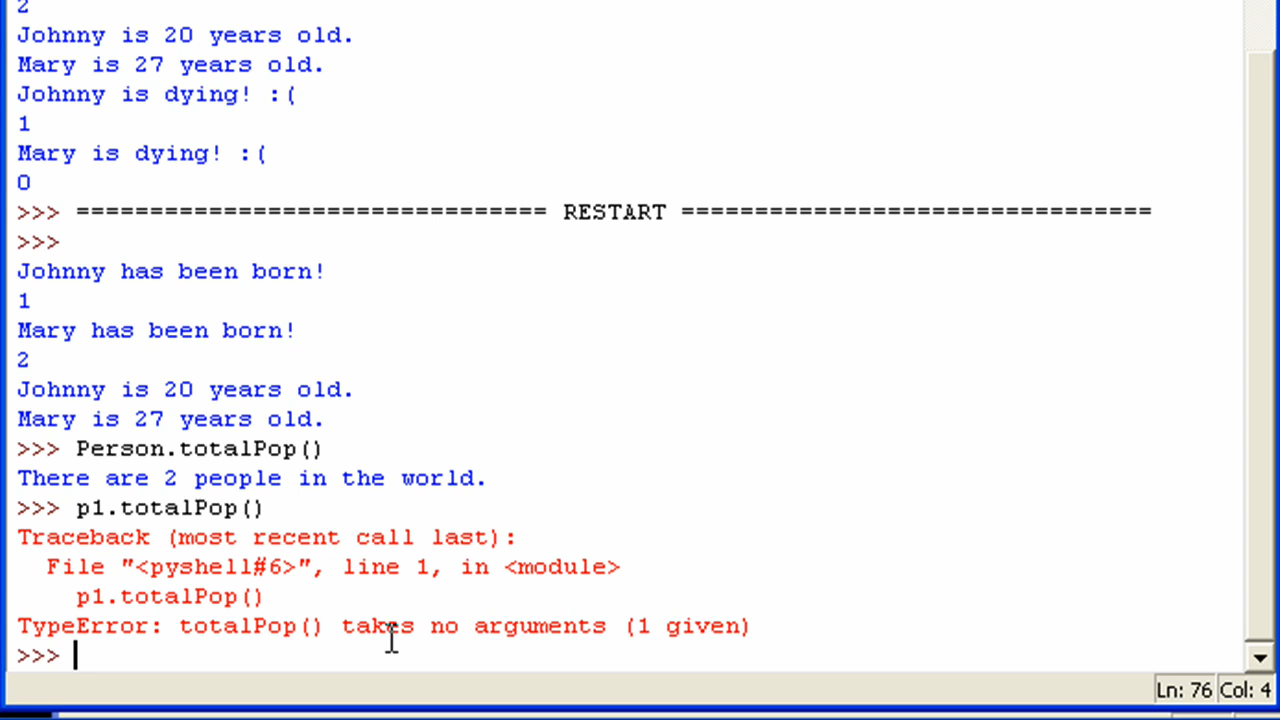 2
Johnny is 20 years old.
Mary is 27 years old.
Johnny is dying! :(
1
Mary is dying! :(
0
>>> ================================ RESTART ================================
>>>
Johnny has been born!
1
Mary has been born!
2
Johnny is 20 years old.
Mary is 27 years old.
>>> Person.totalPop()
There are 2 people in the world.
>>> p1.totalPop()
Traceback (most recent call last):
  File "<pyshell#6>", line 1, in <module>
    p1.totalPop()
TypeError: totalPop() takes no arguments (1 given)
>>>
Ln: 76 Col: 4